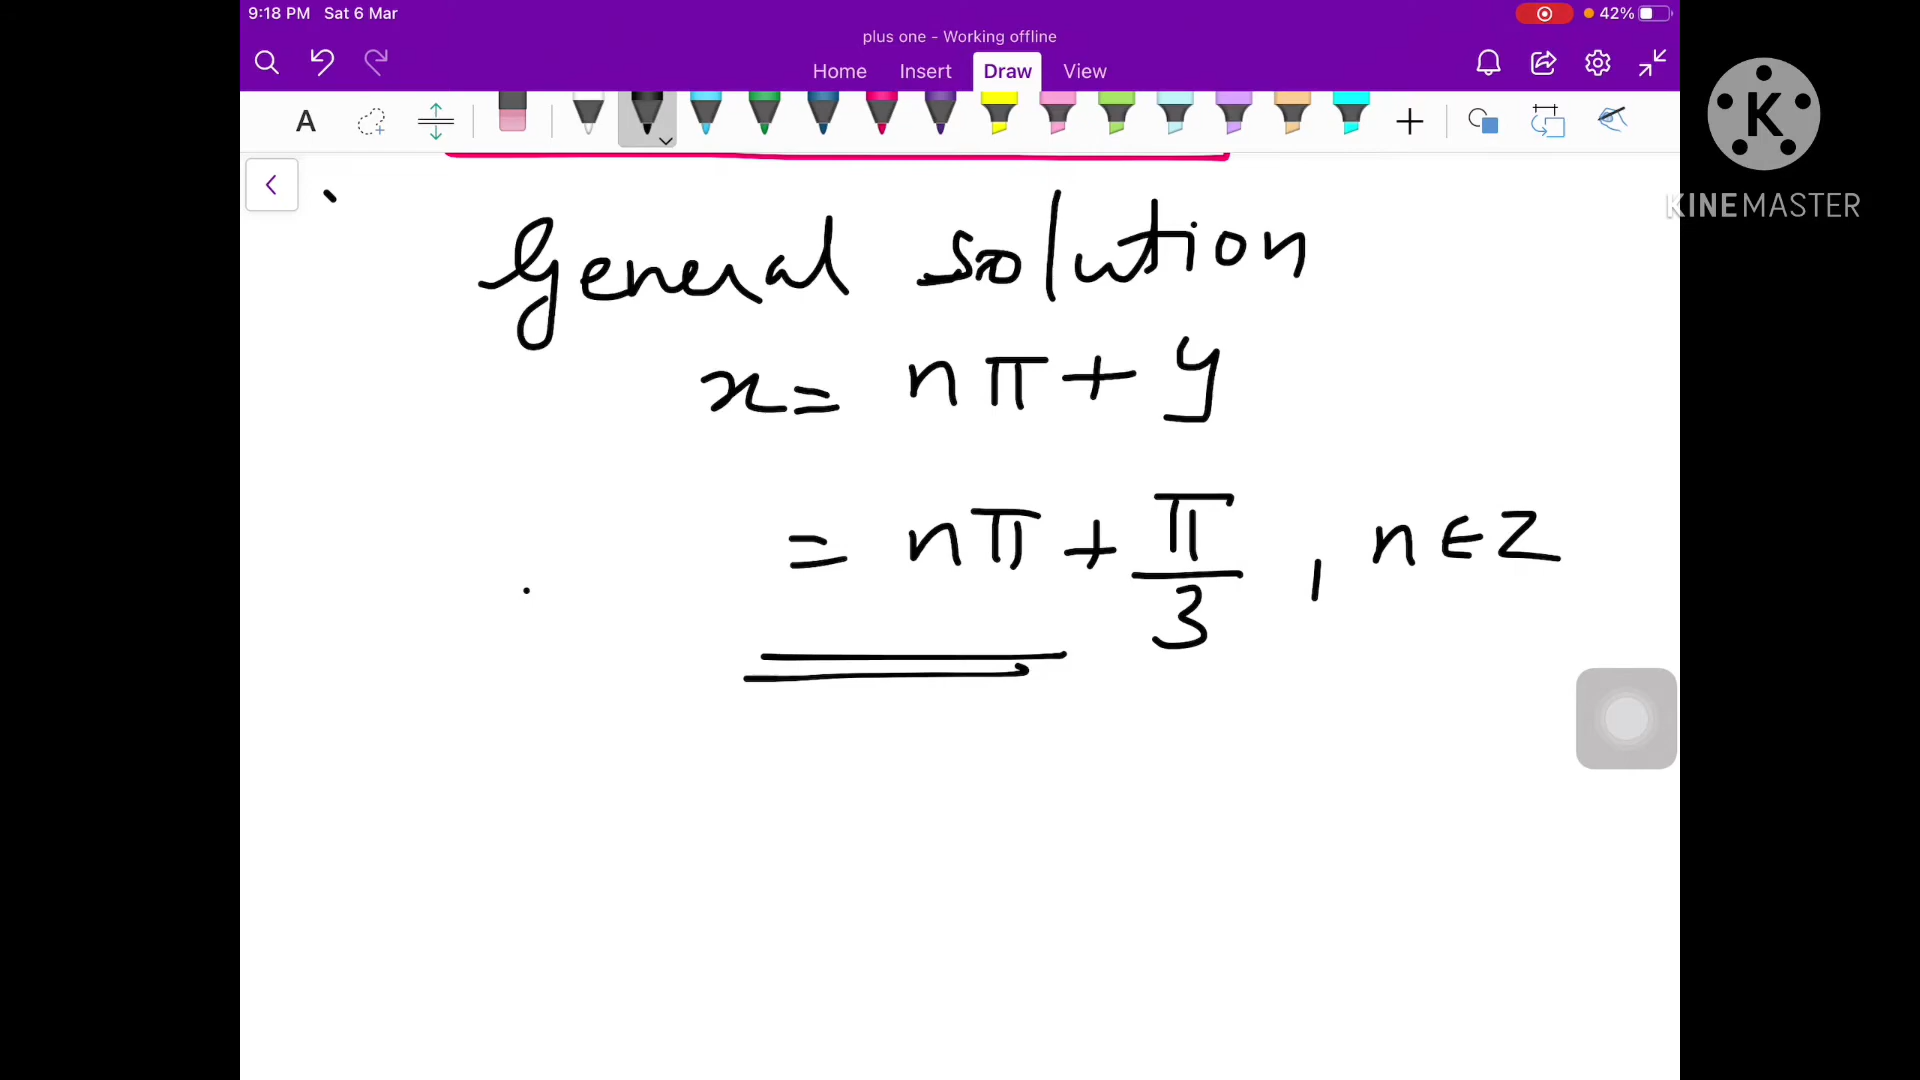 9:18 PM Sat 6 Mar
42%
plus one - Working offline
Home Insert Draw View
A
K
KINEMASTER
General solution
x = nπ + y
= nπ + π/3 , n ∈ Z